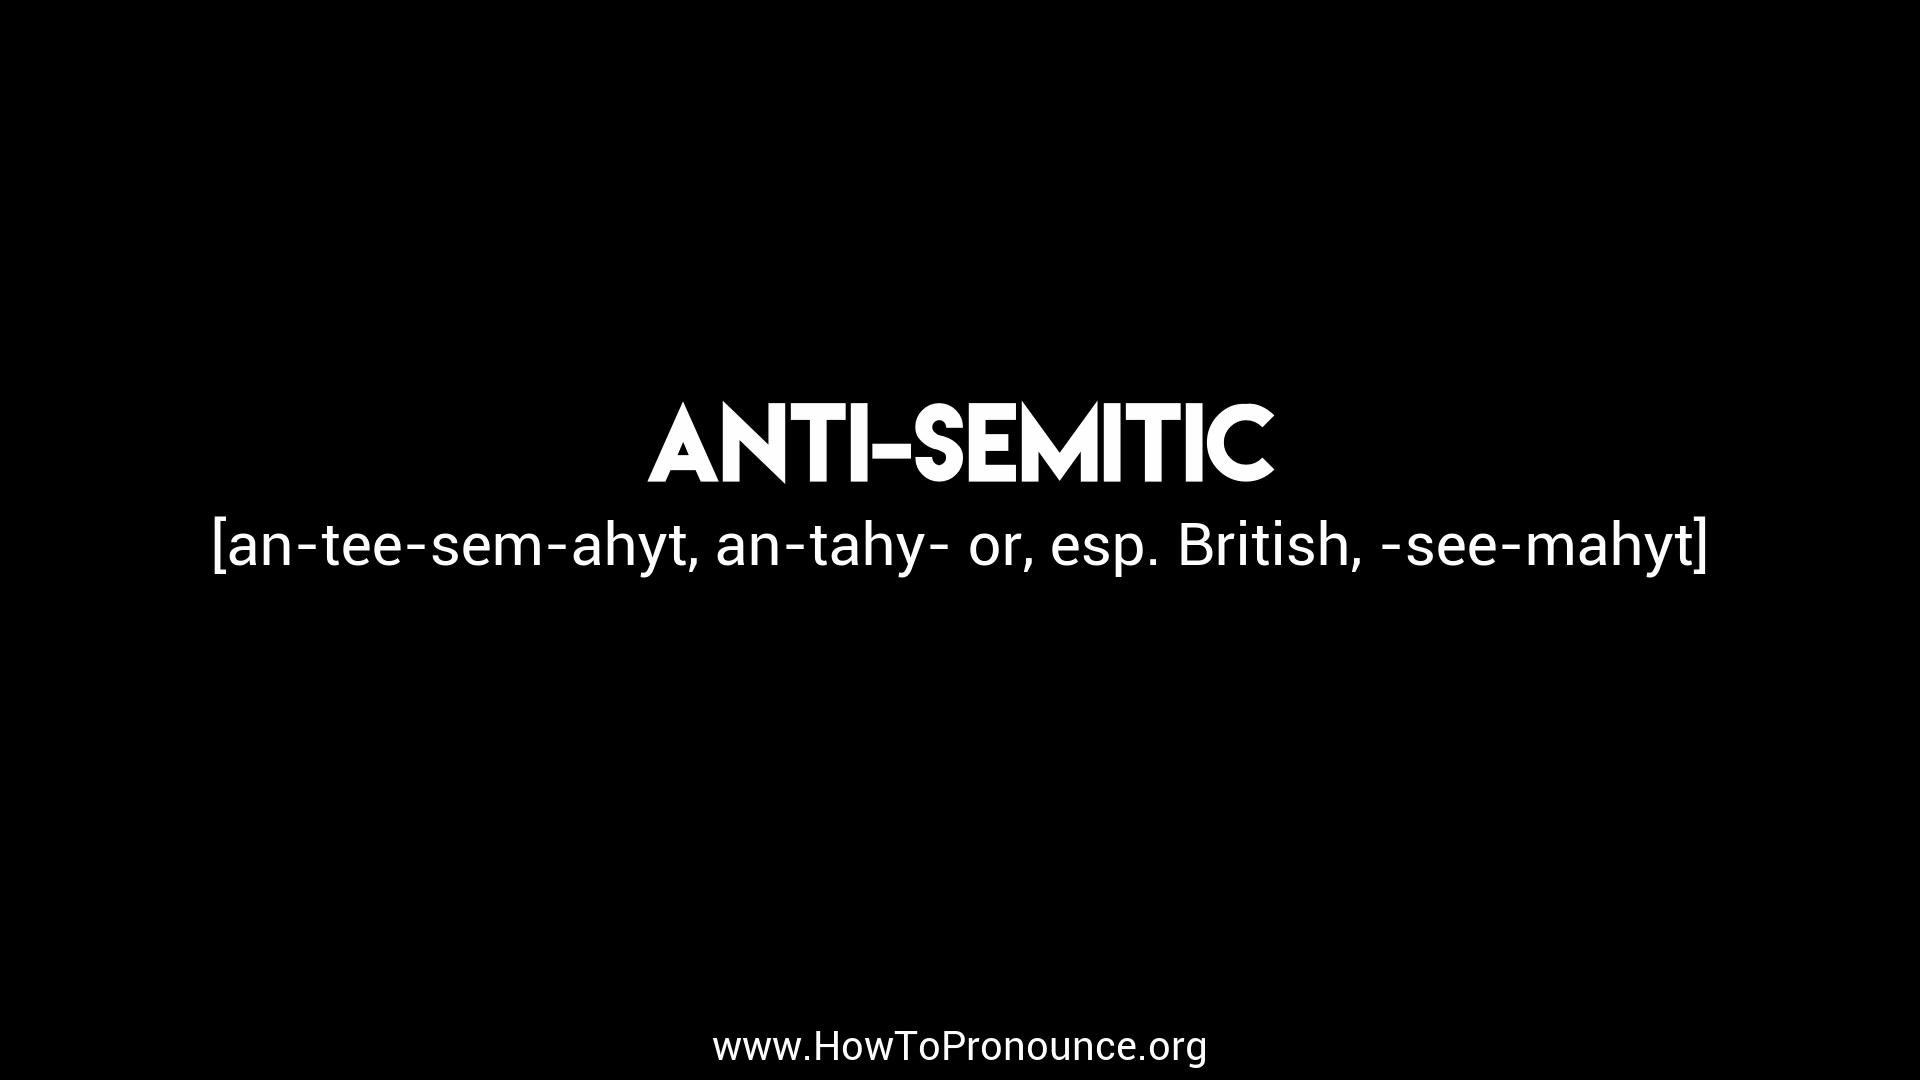 ANTI-SEMITIC
[an-tee-sem-ahyt, an-tahy- or, esp. British, -see-mahyt]
www.HowToPronounce.org